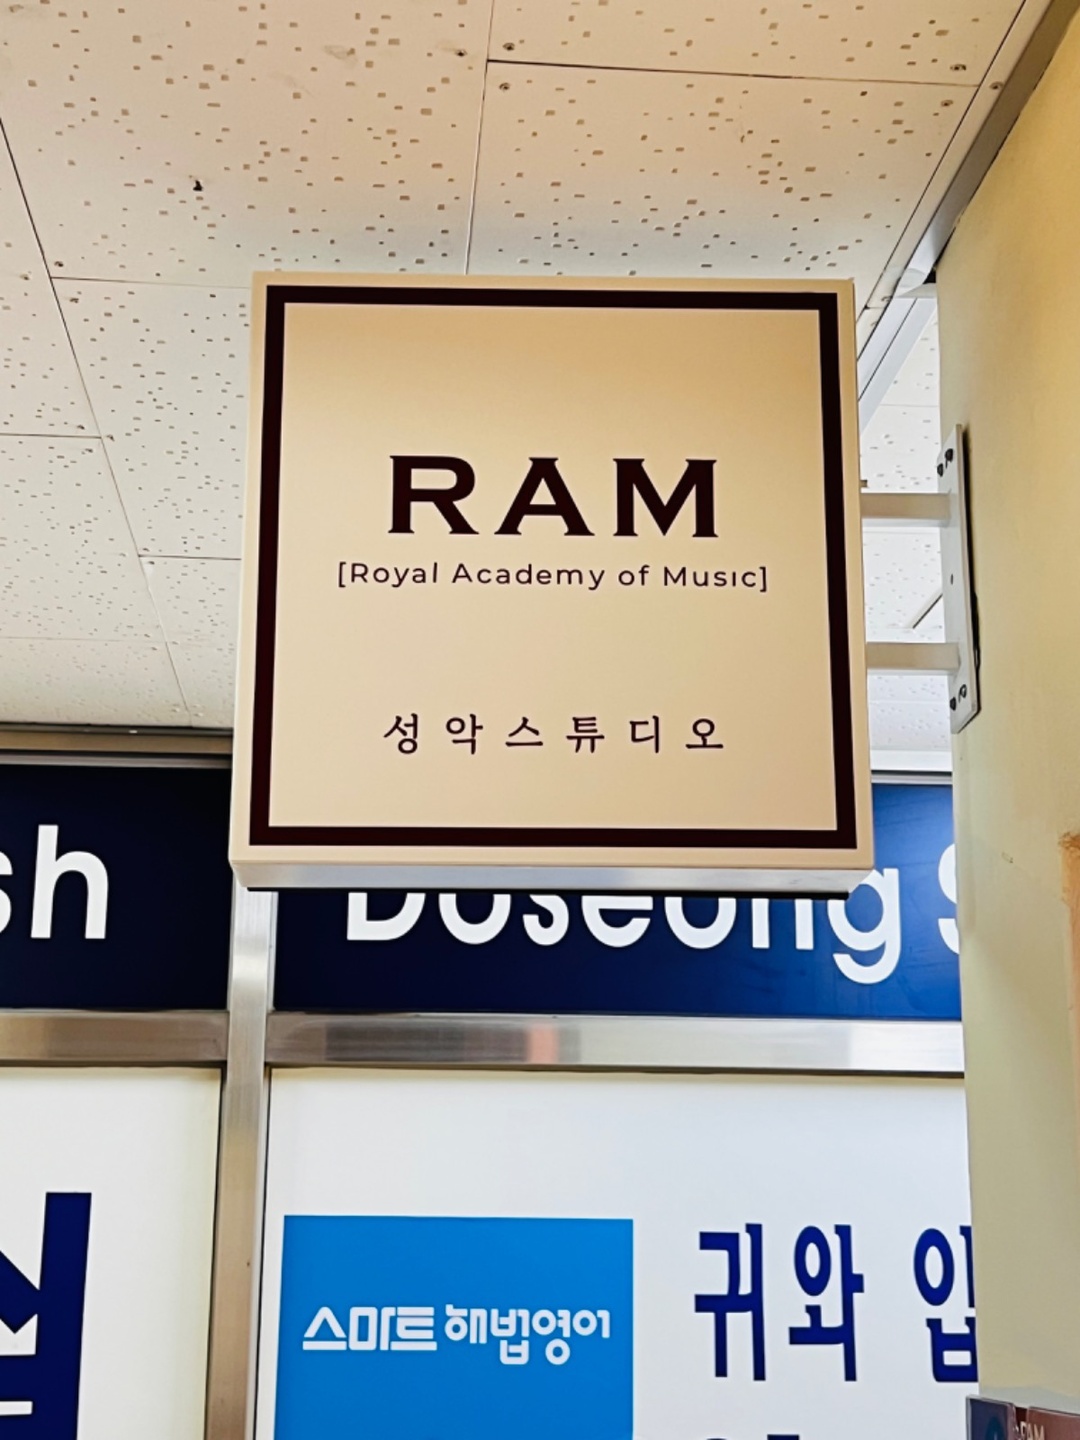 RAM
[Royal Academy of Music]
성악스튜디오
sh
Doseong
스마트 해법영어
귀와 입